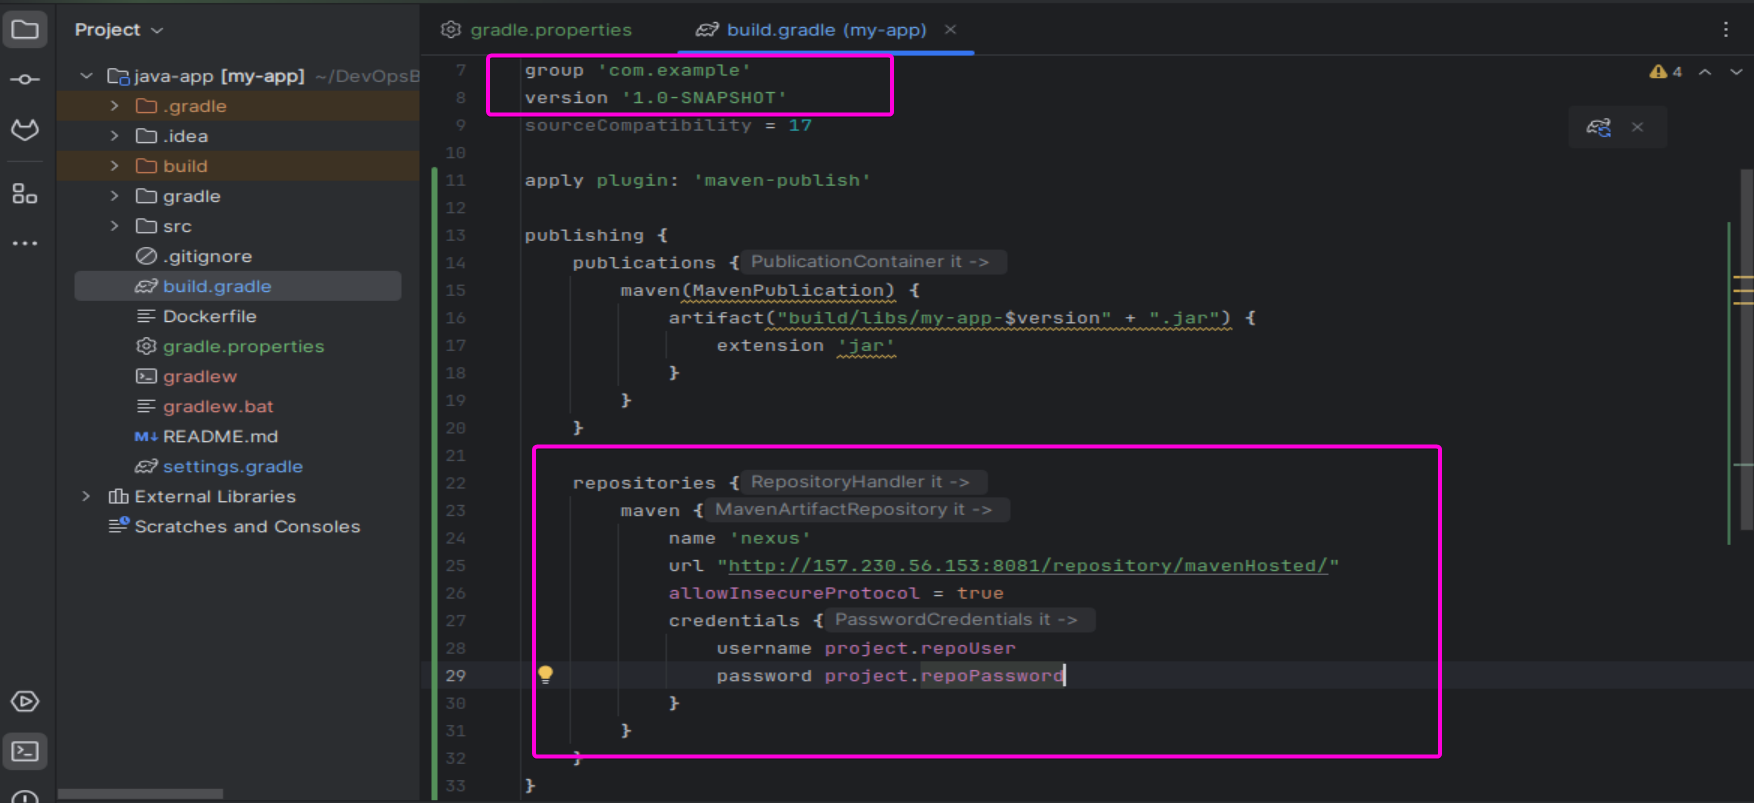 Project
gradle.properties
build.gradle (my-app)
java-app [my-app] ~/DevOpsB
.gradle
.idea
build
gradle
src
.gitignore
build.gradle
Dockerfile
gradle.properties
gradlew
gradlew.bat
M↓ README.md
settings.gradle
External Libraries
Scratches and Consoles
4
7 group 'com.example'
8 version '1.0-SNAPSHOT'
9 sourceCompatibility = 17
10
11 apply plugin: 'maven-publish'
12
13 publishing {
14 publications { PublicationContainer it ->
15 maven(MavenPublication) {
16 artifact("build/libs/my-app-$version" + ".jar") {
17 extension 'jar'
18 }
19 }
20 }
21
22 repositories { RepositoryHandler it ->
23 maven { MavenArtifactRepository it ->
24 name 'nexus'
25 url "http://157.230.56.153:8081/repository/mavenHosted/"
26 allowInsecureProtocol = true
27 credentials { PasswordCredentials it ->
28 username project.repoUser
29 password project.repoPassword
30 }
31 }
32 }
33 }